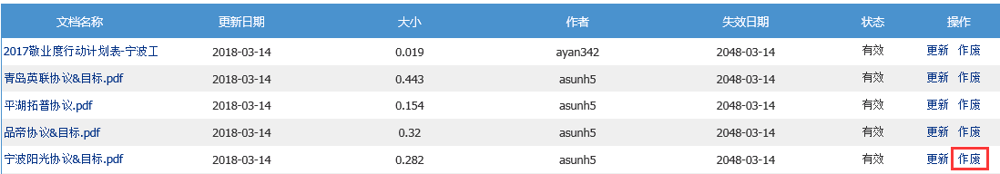 文档名称 更新日期 大小 作者 失效日期 状态 操作
2017敬业度行动计划表-宁波工 2018-03-14 0.019 ayan342 2048-03-14 有效 更新 作废
青岛英联协议&目标.pdf 2018-03-14 0.443 asunh5 2048-03-14 有效 更新 作废
平湖拓普协议.pdf 2018-03-14 0.154 asunh5 2048-03-14 有效 更新 作废
品帝协议&目标.pdf 2018-03-14 0.32 asunh5 2048-03-14 有效 更新 作废
宁波阳光协议&目标.pdf 2018-03-14 0.282 asunh5 2048-03-14 有效 更新 作废